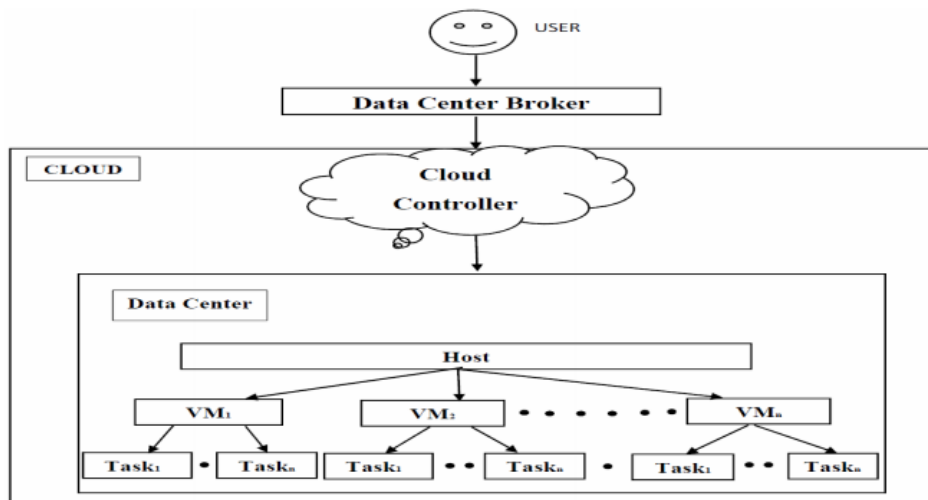 USER
Data Center Broker
CLOUD
Cloud
Controller
Data Center
Host
VM₁ VM₂ VMₙ
Task₁ Taskₙ Task₁ Taskₙ Task₁ Taskₙ